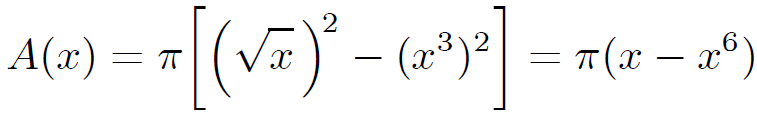 A(x) = π[(√x)² − (x³)²] = π(x − x⁶)